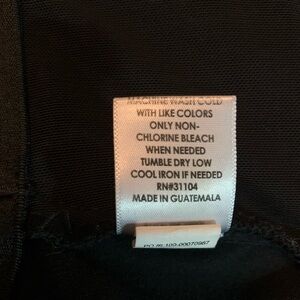 MACHINE WASH COLD
WITH LIKE COLORS
ONLY NON-
CHLORINE BLEACH
WHEN NEEDED
TUMBLE DRY LOW
COOL IRON IF NEEDED
RN#31104
MADE IN GUATEMALA